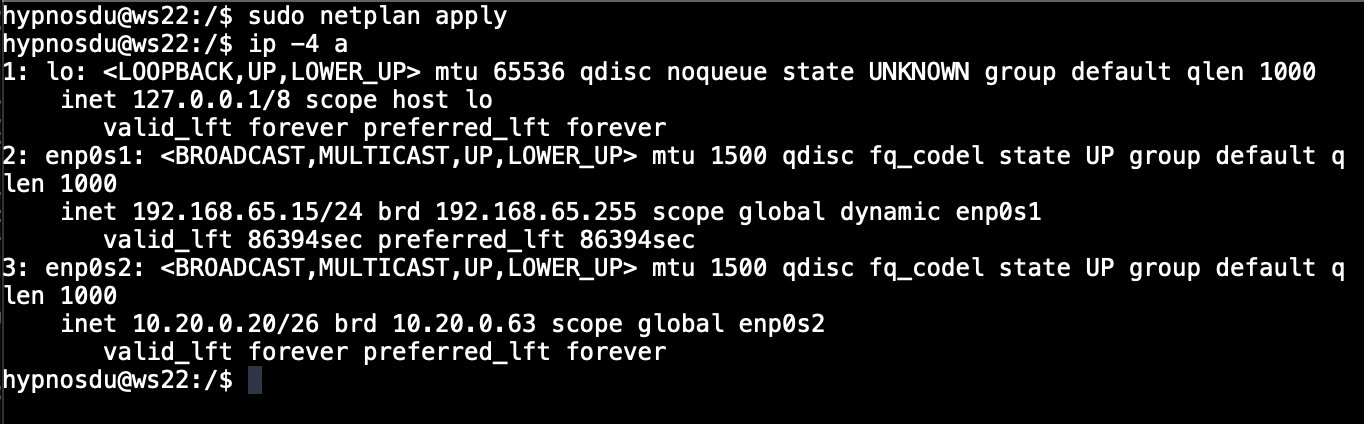 hypnosdu@ws22:/$ sudo netplan apply
hypnosdu@ws22:/$ ip -4 a
1: lo: <LOOPBACK,UP,LOWER_UP> mtu 65536 qdisc noqueue state UNKNOWN group default qlen 1000
    inet 127.0.0.1/8 scope host lo
       valid_lft forever preferred_lft forever
2: enp0s1: <BROADCAST,MULTICAST,UP,LOWER_UP> mtu 1500 qdisc fq_codel state UP group default q
len 1000
    inet 192.168.65.15/24 brd 192.168.65.255 scope global dynamic enp0s1
       valid_lft 86394sec preferred_lft 86394sec
3: enp0s2: <BROADCAST,MULTICAST,UP,LOWER_UP> mtu 1500 qdisc fq_codel state UP group default q
len 1000
    inet 10.20.0.20/26 brd 10.20.0.63 scope global enp0s2
       valid_lft forever preferred_lft forever
hypnosdu@ws22:/$